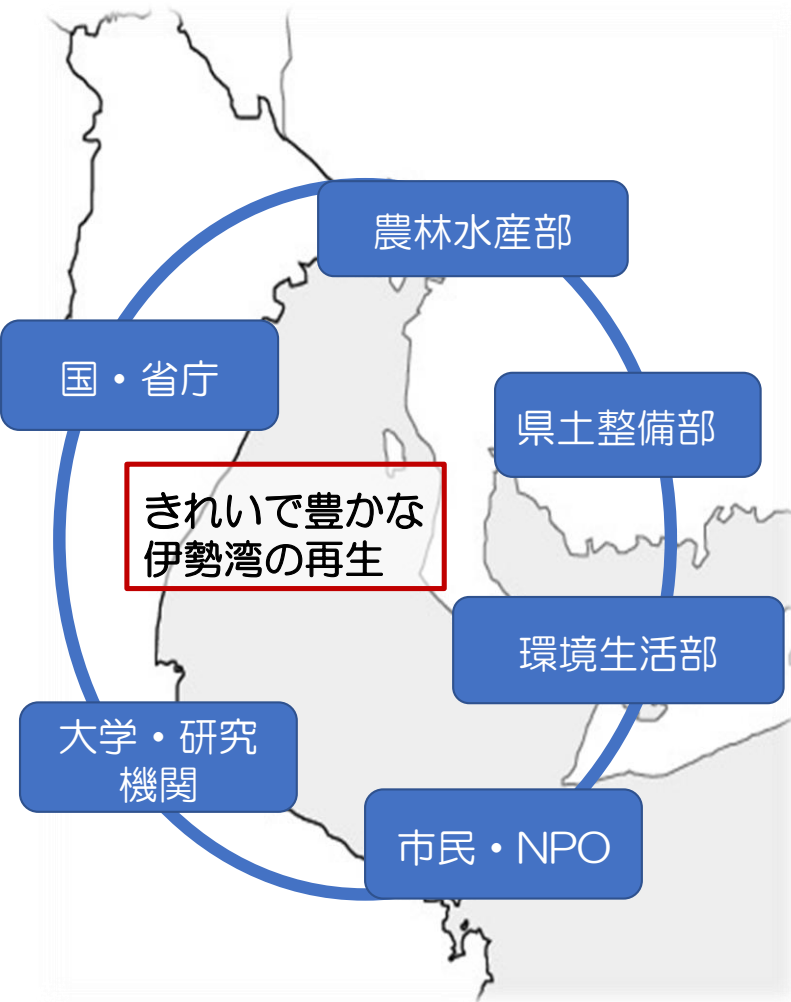 農林水産部
国・省庁
県土整備部
きれいで豊かな
伊勢湾の再生
環境生活部
大学・研究
機関
市民・NPO